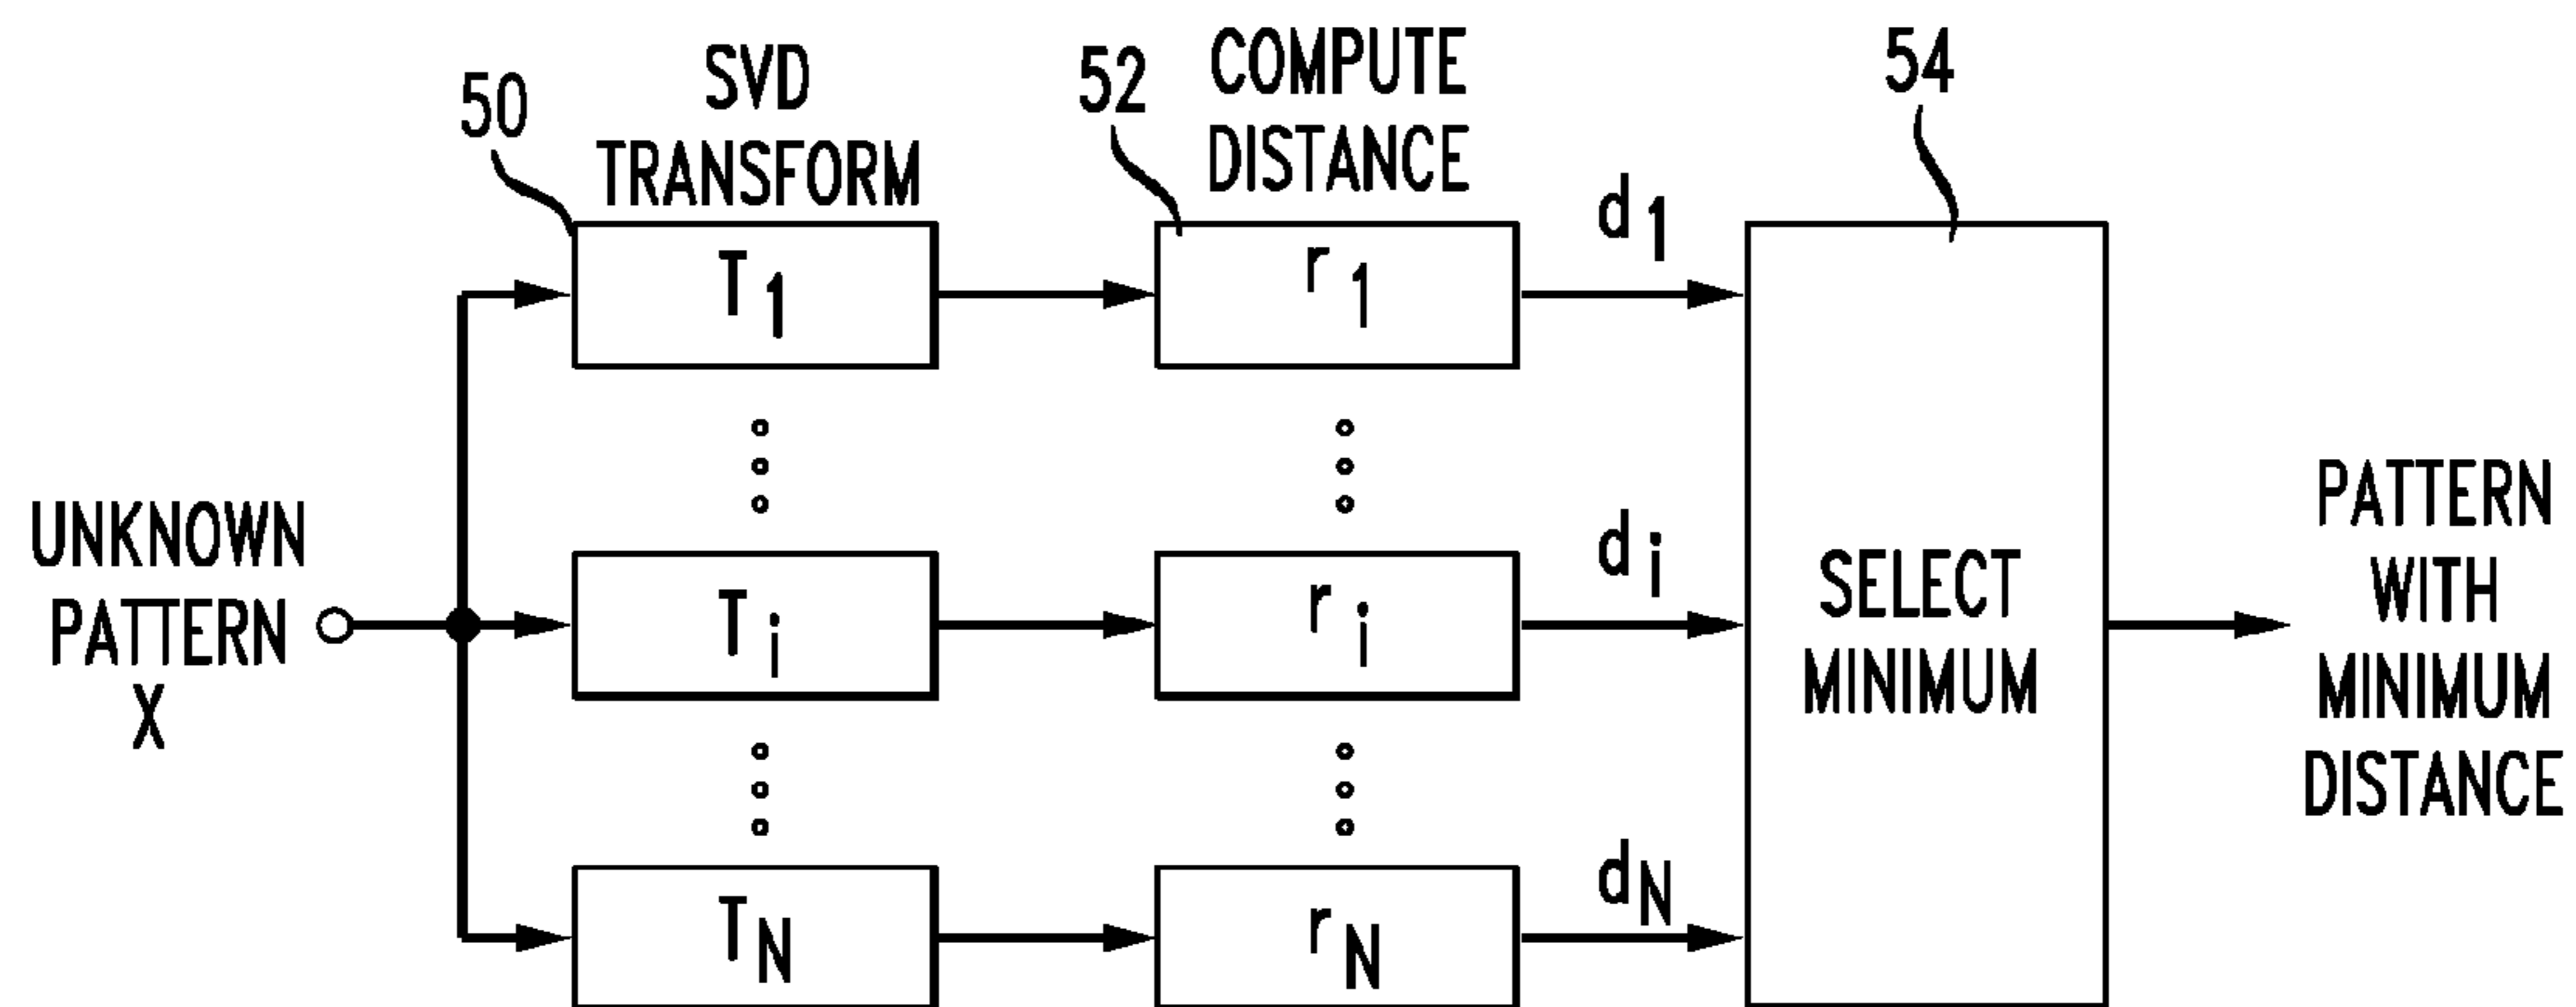 50
SVD
TRANSFORM
52
COMPUTE
DISTANCE
54
T1
r1
d1
UNKNOWN
PATTERN
X
Ti
ri
di
SELECT
MINIMUM
PATTERN
WITH
MINIMUM
DISTANCE
TN
rN
dN